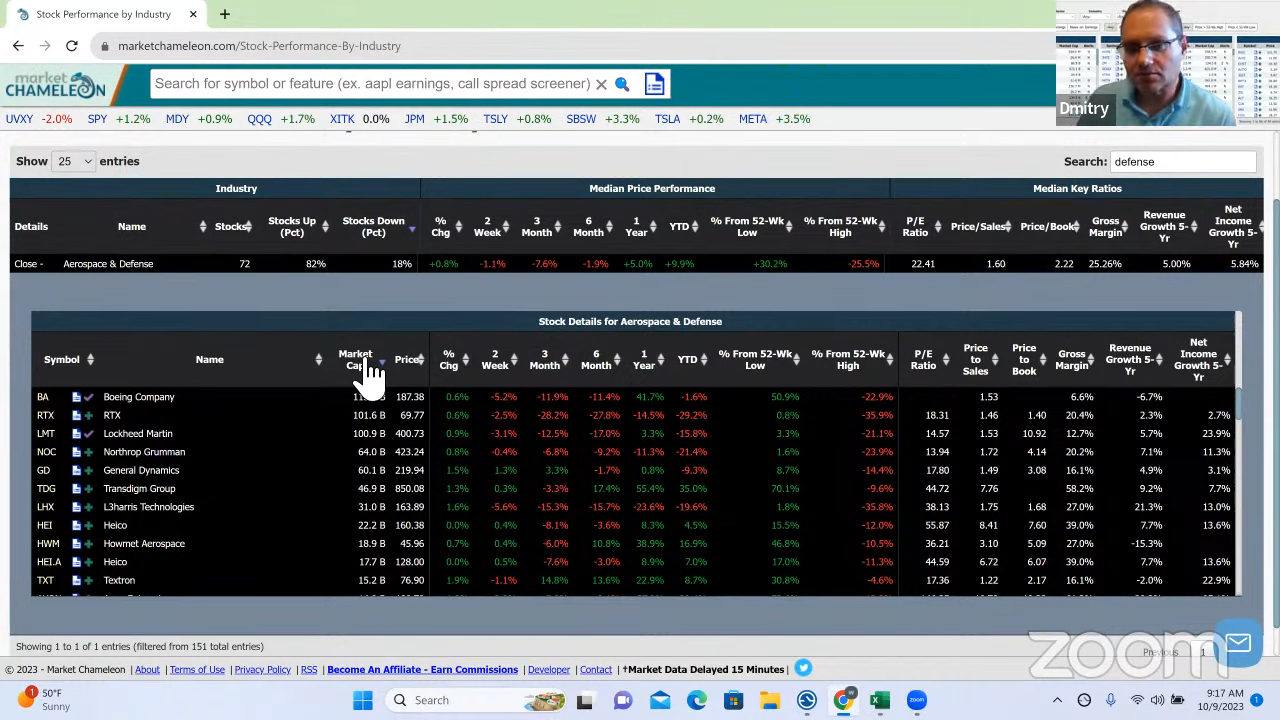 Stock Performance by Industry
marketchameleon.com/Stock-Performance-By-
market CHAMELEON
Search for symbol or feature (ex. IBM, Earnings, call spread...)
UVXY -2.0% SPY +1.2% MDY +0.9% QQQ +1.7% XITK JPM +1.5% TSLY TSLA +0.2% META +3.5%
Dmitry
Show 25 entries
Search: defense
Industry Median Price Performance Median Key Ratios
Details Name Stocks Stocks Up (Pct) Stocks Down (Pct) % Chg 2 Week 3 Month 6 Month 1 Year YTD % From 52-Wk Low % From 52-Wk High P/E Ratio Price/Sales Price/Book Gross Margin Revenue Growth 5-Yr Net Income Growth 5-Yr
Close - Aerospace & Defense 72 82% 18% +0.8% -1.1% -7.6% -1.9% +5.0% +9.9% +30.2% -25.5% 22.41 1.60 2.22 25.26% 5.00% 5.84%
Stock Details for Aerospace & Defense
Symbol Name Market Cap Price % Chg 2 Week 3 Month 6 Month 1 Year YTD % From 52-Wk Low % From 52-Wk High P/E Ratio Price to Sales Price to Book Gross Margin Revenue Growth 5-Yr Net Income Growth 5-Yr
BA Boeing Company 187.38 0.6% -5.2% -11.9% -11.4% 41.7% -1.6% 50.9% -22.9% 1.53 6.6% -6.7%
RTX RTX 101.6 B 69.77 0.6% -2.5% -28.2% -27.8% -14.5% -29.2% 0.8% -35.9% 18.31 1.46 1.40 20.4% 2.3% 2.7%
LMT Lockheed Martin 100.9 B 400.73 0.9% -3.1% -12.5% -17.0% 3.3% -15.8% 3.3% -21.1% 14.57 1.53 10.92 12.7% 5.7% 23.9%
NOC Northrop Grumman 64.0 B 423.24 0.8% -0.4% -6.8% -9.2% -11.3% -21.4% 1.6% -23.9% 13.94 1.72 4.14 20.2% 7.1% 11.3%
GD General Dynamics 60.1 B 219.94 1.5% 1.3% 3.3% -1.7% 0.8% -9.3% 8.7% -14.4% 17.80 1.49 3.08 16.1% 4.9% 3.1%
TDG Transdigm Group 46.9 B 850.08 1.3% 0.3% -3.3% 17.4% 55.4% 35.0% 70.1% -9.6% 44.72 7.76 58.2% 9.2% 7.7%
LHX L3harris Technologies 31.0 B 163.89 1.6% -5.6% -15.3% -15.7% -23.6% -19.6% 1.8% -35.8% 38.13 1.75 1.68 27.0% 21.3% 13.0%
HEI Heico 22.2 B 160.38 0.0% 0.4% -8.1% -3.6% 8.3% 4.5% 15.5% -12.0% 55.87 8.41 7.60 39.0% 7.0% 13.6%
HWM Howmet Aerospace 18.9 B 45.96 0.7% 0.4% -6.0% 10.8% 38.9% 16.9% 46.8% -10.5% 36.21 3.10 5.09 27.0% -15.3%
HEI.A Heico 17.7 B 128.00 0.0% 0.5% -7.6% -3.0% 8.9% 7.0% 17.0% -11.3% 44.59 6.72 6.07 39.0% 7.0% 13.6%
TXT Textron 15.2 B 76.90 1.9% -1.1% 14.8% 13.6% 22.9% 8.7% 30.8% -4.6% 17.36 1.22 2.17 16.1% -2.0% 22.9%
Showing 1 to 1 of 1 entries (filtered from 151 total entries)
Previous 1
zoom
© 2023 - Market Chameleon | About | Terms of Use | Privacy Policy | RSS | Become An Affiliate - Earn Commissions | Developer | Contact | †Market Data Delayed 15 Minutes |
1 50°F Sunny
Search
9:17 AM
10/9/2023